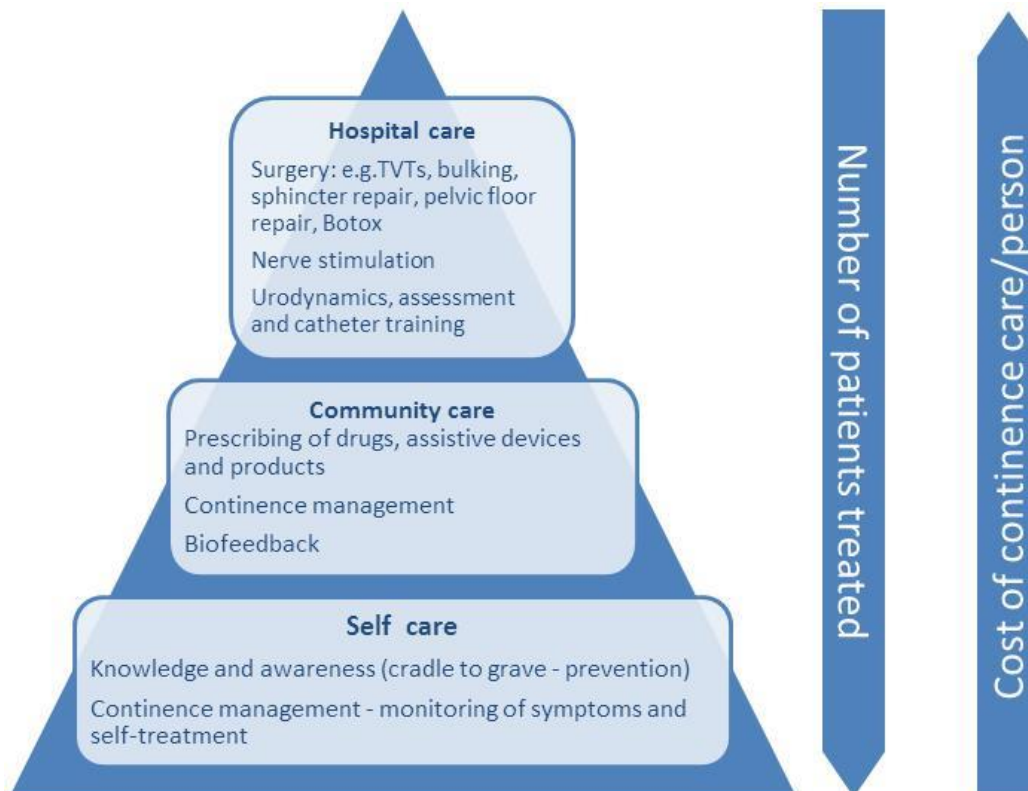 Hospital care
Surgery: e.g.TVTs, bulking,
sphincter repair, pelvic floor
repair, Botox
Nerve stimulation
Urodynamics, assessment
and catheter training
Community care
Prescribing of drugs, assistive devices
and products
Continence management
Biofeedback
Self care
Knowledge and awareness (cradle to grave - prevention)
Continence management - monitoring of symptoms and
self-treatment
Number of patients treated
Cost of continence care/person